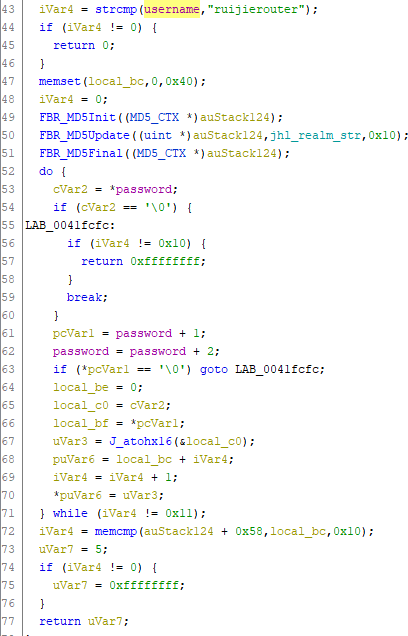 43 iVar4 = strcmp(username,"ruijierouter");
44 if (iVar4 != 0) {
45 return 0;
46 }
47 memset(local_bc,0,0x40);
48 iVar4 = 0;
49 FBR_MD5Init((MD5_CTX *)auStack124);
50 FBR_MD5Update((uint *)auStack124,jhl_realm_str,0x10);
51 FBR_MD5Final((MD5_CTX *)auStack124);
52 do {
53 cVar2 = *password;
54 if (cVar2 == '\0') {
55 LAB_0041fcfc:
56 if (iVar4 != 0x10) {
57 return 0xffffffff;
58 }
59 break;
60 }
61 pcVar1 = password + 1;
62 password = password + 2;
63 if (*pcVar1 == '\0') goto LAB_0041fcfc;
64 local_be = 0;
65 local_c0 = cVar2;
66 local_bf = *pcVar1;
67 uVar3 = J_atohx16(&local_c0);
68 puVar6 = local_bc + iVar4;
69 iVar4 = iVar4 + 1;
70 *puVar6 = uVar3;
71 } while (iVar4 != 0x11);
72 iVar4 = memcmp(auStack124 + 0x58,local_bc,0x10);
73 uVar7 = 5;
74 if (iVar4 != 0) {
75 uVar7 = 0xffffffff;
76 }
77 return uVar7;